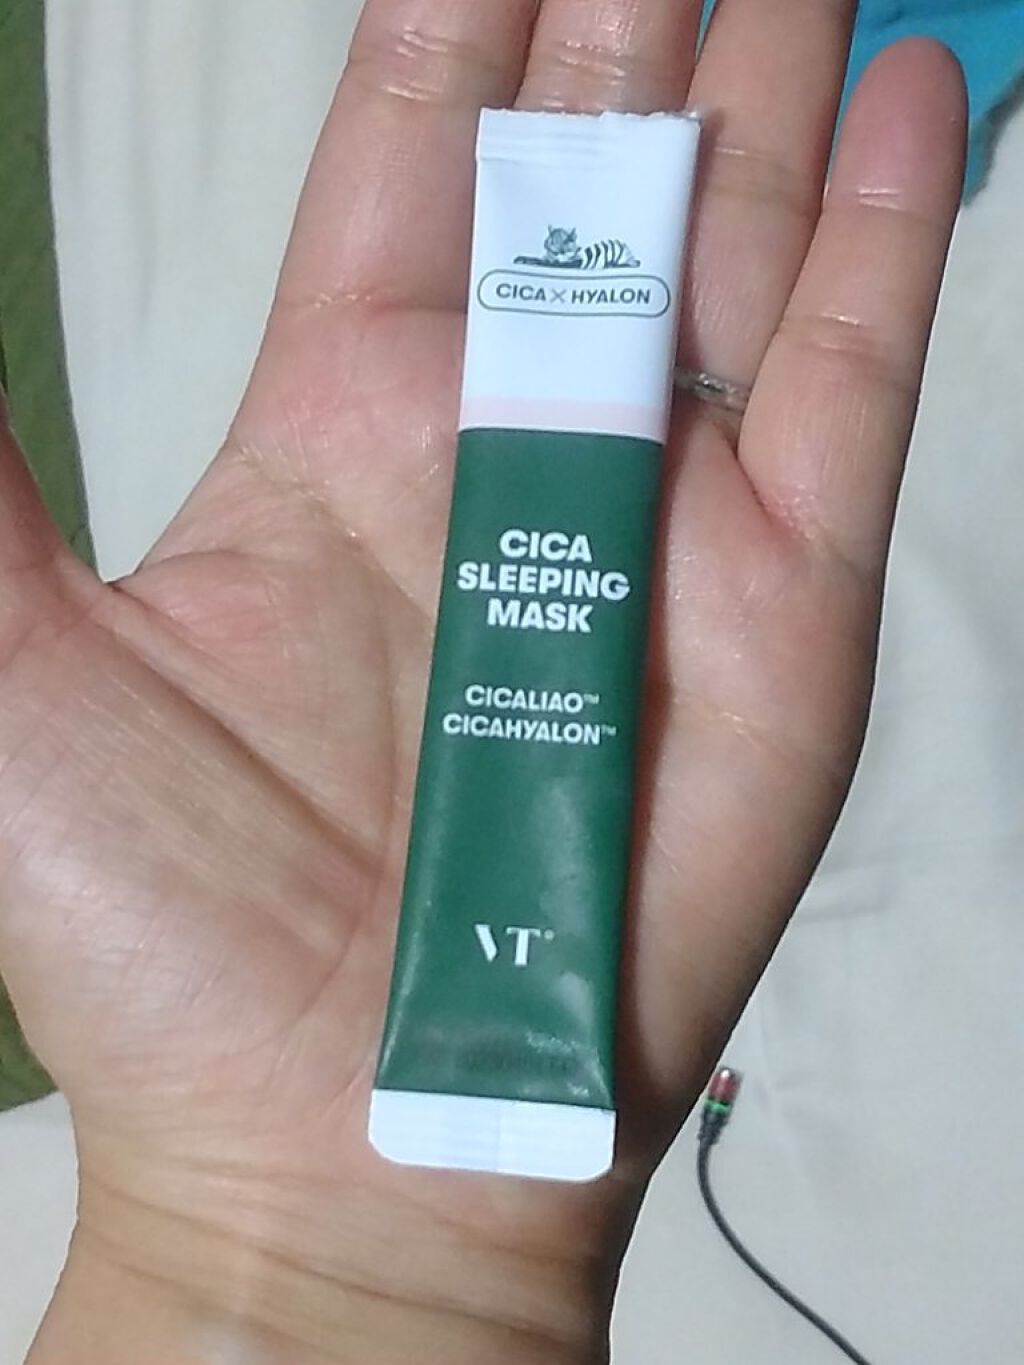 CICA X HYALON
CICA
SLEEPING
MASK
CICALIAO™
CICAHYALON™
VT®